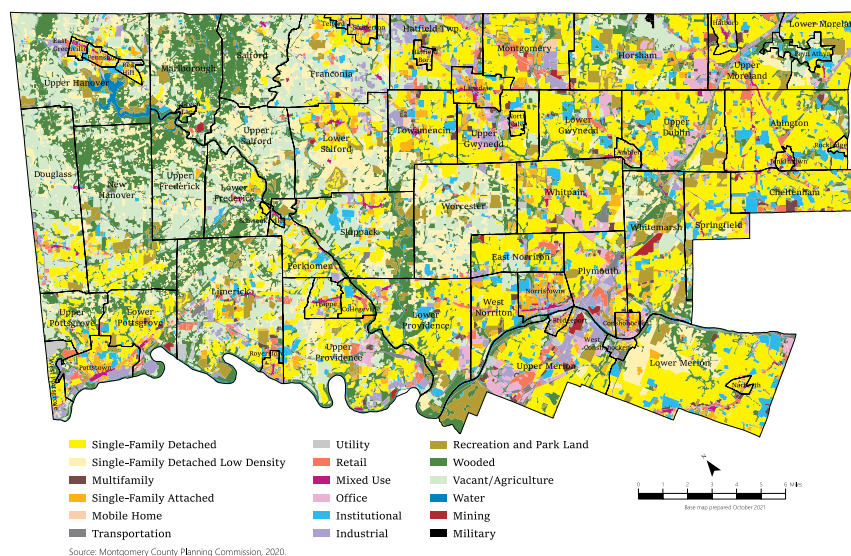 Telford
Souderton
Hatfield Twp.
Hatboro
Lower Moreland
East
Greenville
Pennsburg
Red
Hill
Upper Hanover
Marlborough
Salford
Franconia
Hatfield
Boro
Montgomery
Horsham
Upper
Moreland
Bryn Athyn
Lansdale
Upper
Salford
Lower
Salford
Towamencin
Upper
Gwynedd
North
Wales
Lower
Gwynedd
Upper
Dublin
Abington
Rockledge
Ambler
Jenkintown
Douglass
New
Hanover
Upper
Frederick
Lower
Frederick
Schwenksville
Worcester
Whitpain
Cheltenham
Skippack
Whitemarsh
Springfield
Perkiomen
East Norriton
Plymouth
Limerick
Trappe
Collegeville
Lower
Providence
West
Norriton
Norristown
Upper
Pottsgrove
Lower
Pottsgrove
Bridgeport
Conshohocken
West
Conshohocken
Royersford
Upper
Providence
Upper Merion
Lower Merion
Narberth
West Pottsgrove
Pottstown
Single-Family Detached
Single-Family Detached Low Density
Multifamily
Single-Family Attached
Mobile Home
Transportation
Utility
Retail
Mixed Use
Office
Institutional
Industrial
Recreation and Park Land
Wooded
Vacant/Agriculture
Water
Mining
Military
0 1 2 3 4 5 6 Miles
Base map prepared October 2021
Source: Montgomery County Planning Commission, 2020.